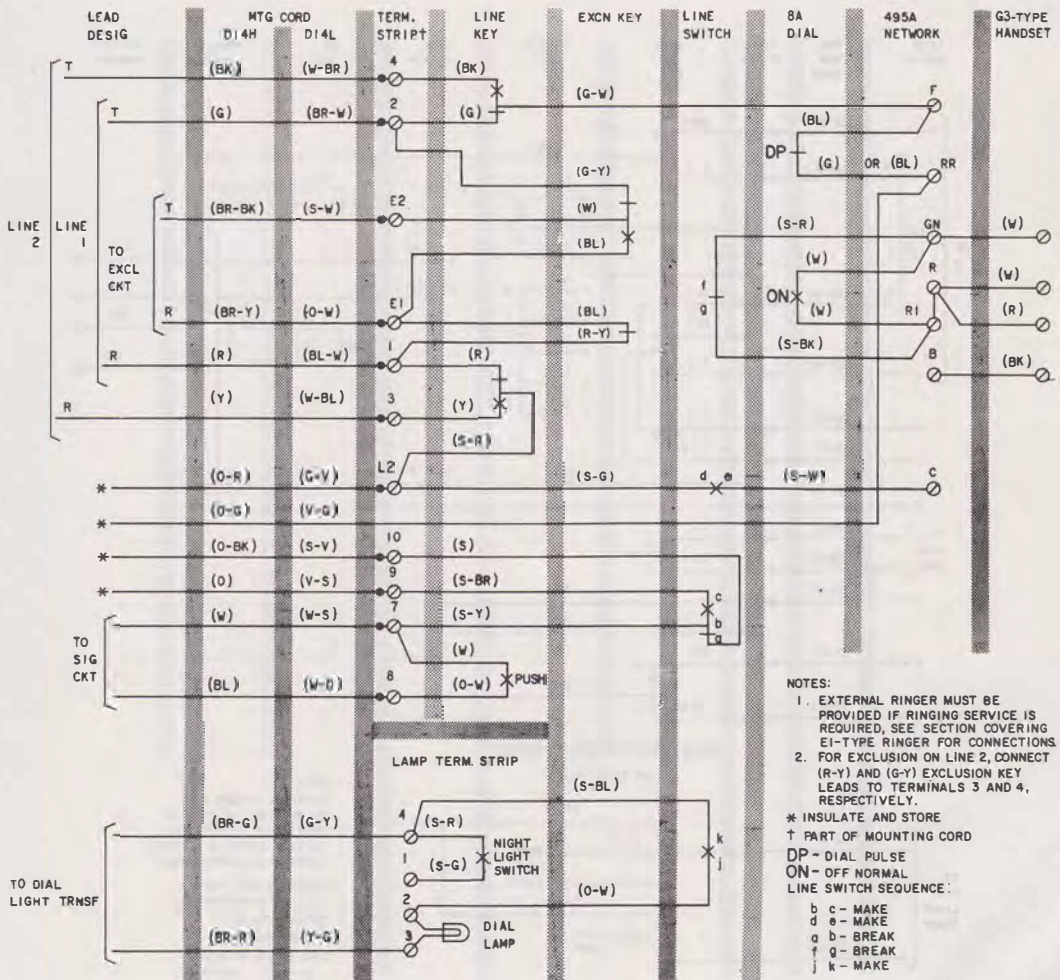 LEAD DESIG MTG CORD TERM. STRIP† LINE KEY EXCN KEY LINE SWITCH 8A DIAL 495A NETWORK G3-TYPE HANDSET
D14H D14L
T (BK) (W-BR) 4 (BK)
(G-W) F
T (G) (BR-W) 2 (G)
(BL)
DP
(G) OR (BL) RR
(G-Y)
T (BR-BK) (S-W) E2 (W)
LINE 2 LINE 1
(S-R) GN (W)
(BL)
TO EXCL CKT
(W)
R (W)
f ON
g
R (BR-Y) (O-W) E1 (BL) (W) R1 (R)
(R-Y)
(S-BK)
R (R) (BL-W) 1 (R)
B (BK)
R (Y) (W-BL) 3 (Y)
(S-R)
* (O-R) (G-V) L2 (S-G) d e (S-W) C
* (O-G) (V-G)
* (O-BK) (S-V) 10 (S)
* (O) (V-S) 9 (S-BR)
c
(W) (W-S) 7 (S-Y) b
a
TO SIG CKT
(W)
PUSH
(BL) (W-O) 8 (O-W)
LAMP TERM. STRIP
(S-BL)
(BR-G) (G-Y) 4 (S-R)
NIGHT LIGHT SWITCH
k
j
1 (S-G)
TO DIAL LIGHT TRNSF
(O-W)
2
DIAL LAMP
(BR-R) (Y-G) 3
NOTES:
1. EXTERNAL RINGER MUST BE
PROVIDED IF RINGING SERVICE IS
REQUIRED, SEE SECTION COVERING
E1-TYPE RINGER FOR CONNECTIONS.
2. FOR EXCLUSION ON LINE 2, CONNECT
(R-Y) AND (G-Y) EXCLUSION KEY
LEADS TO TERMINALS 3 AND 4,
RESPECTIVELY.
* INSULATE AND STORE
† PART OF MOUNTING CORD
DP - DIAL PULSE
ON - OFF NORMAL
LINE SWITCH SEQUENCE:
b c - MAKE
d e - MAKE
a b - BREAK
f g - BREAK
j k - MAKE